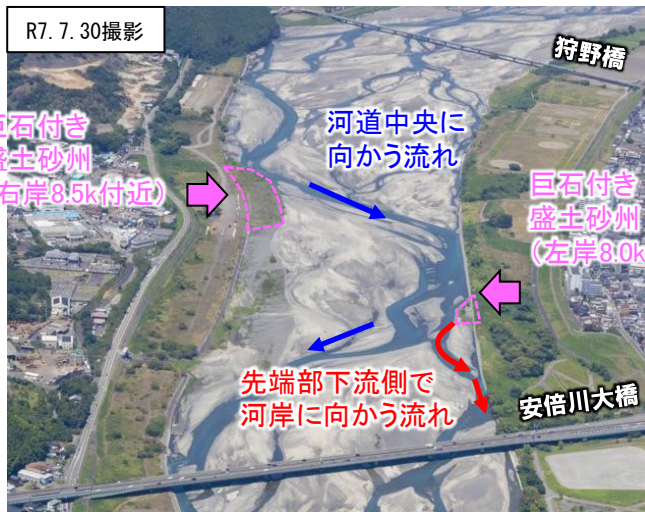 R7.7.30撮影
狩野橋
河道中央に
向かう流れ
巨石付き
盛土砂州
右岸8.5k付近）
巨石付き
盛土砂州
（左岸8.0k
先端部下流側で
河岸に向かう流れ
安倍川大橋